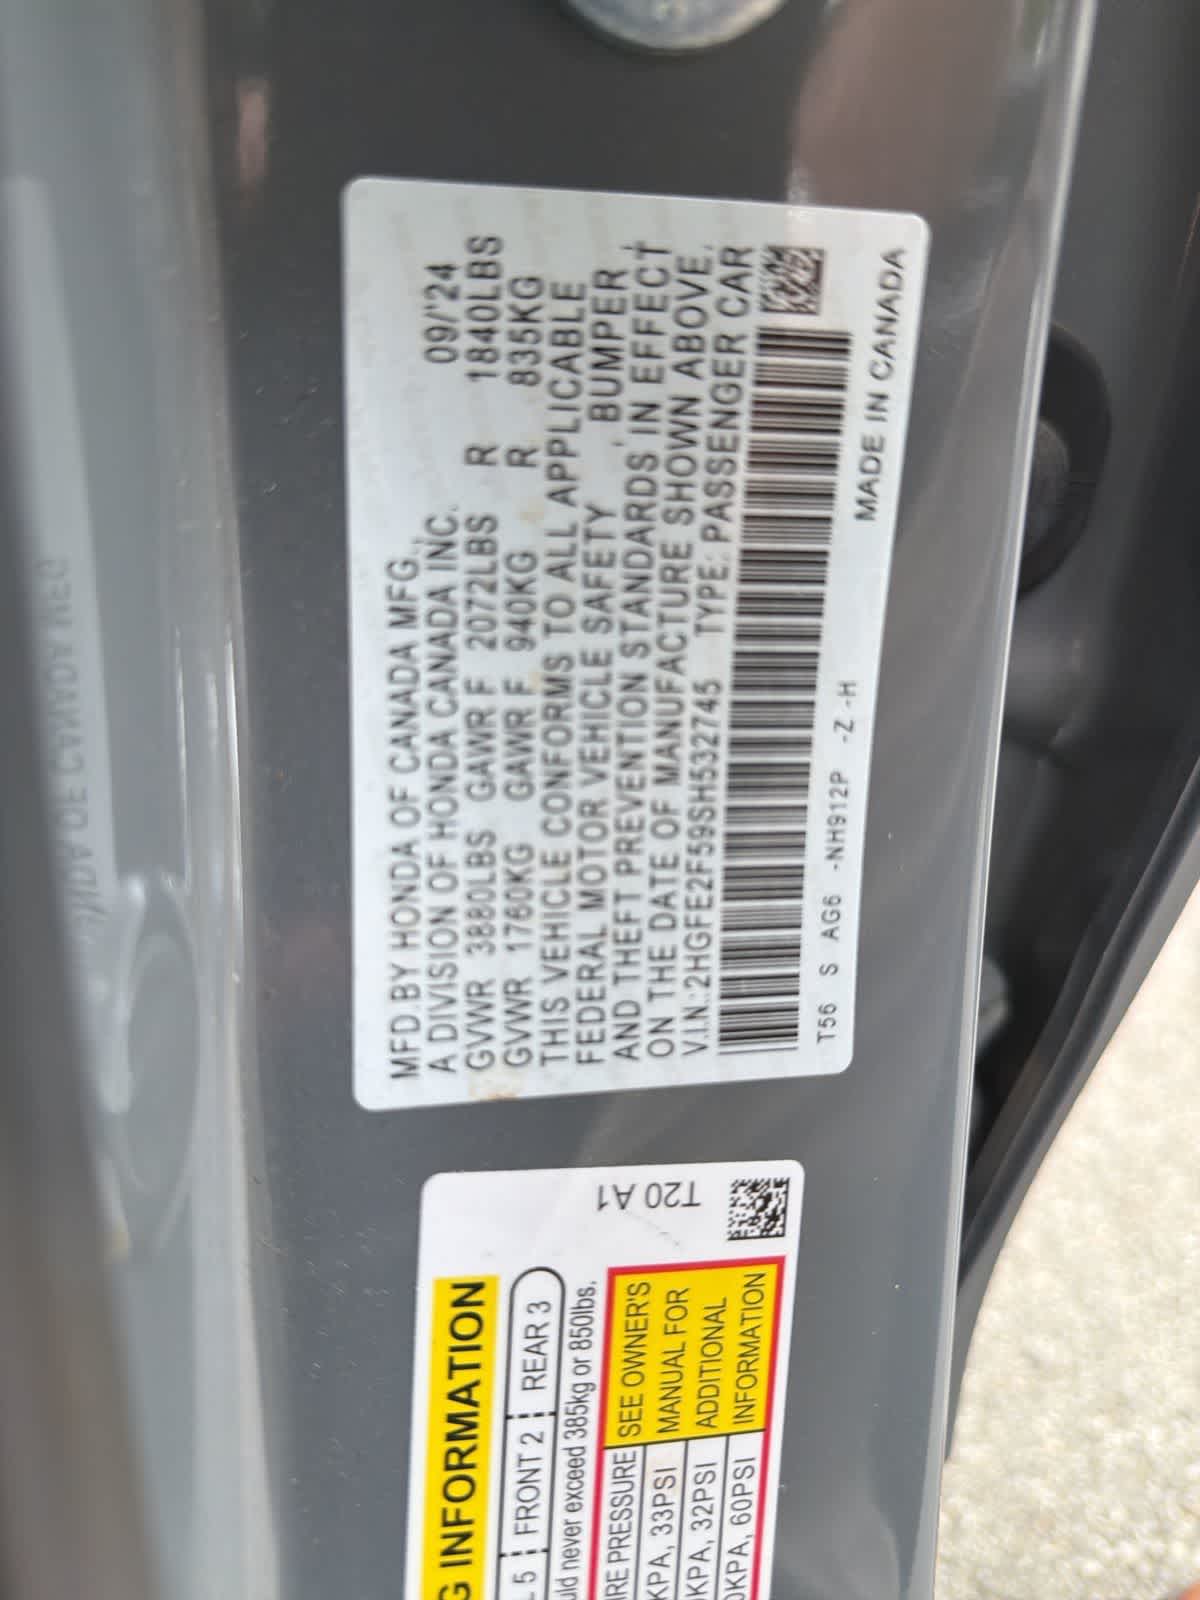 MFD BY HONDA OF CANADA MFG.,
A DIVISION OF HONDA CANADA INC. 09/'24
GVWR 3880LBS GAWR F 2072LBS R 1840LBS
GVWR 1760KG GAWR F 940KG R 835KG
THIS VEHICLE CONFORMS TO ALL APPLICABLE
FEDERAL MOTOR VEHICLE SAFETY , BUMPER ,
AND THEFT PREVENTION STANDARDS IN EFFECT
ON THE DATE OF MANUFACTURE SHOWN ABOVE.
V.I.N.:2HGFE2F59SH532745 TYPE: PASSENGER CAR
T56 S AG6 -NH912P -Z -H
MADE IN CANADA
T20 A1
G INFORMATION
L 5 FRONT 2 REAR 3
uld never exceed 385kg or 850lbs.
IRE PRESSURE
KPA, 33PSI
0KPA, 32PSI
0KPA, 60PSI
SEE OWNER'S
MANUAL FOR
ADDITIONAL
INFORMATION